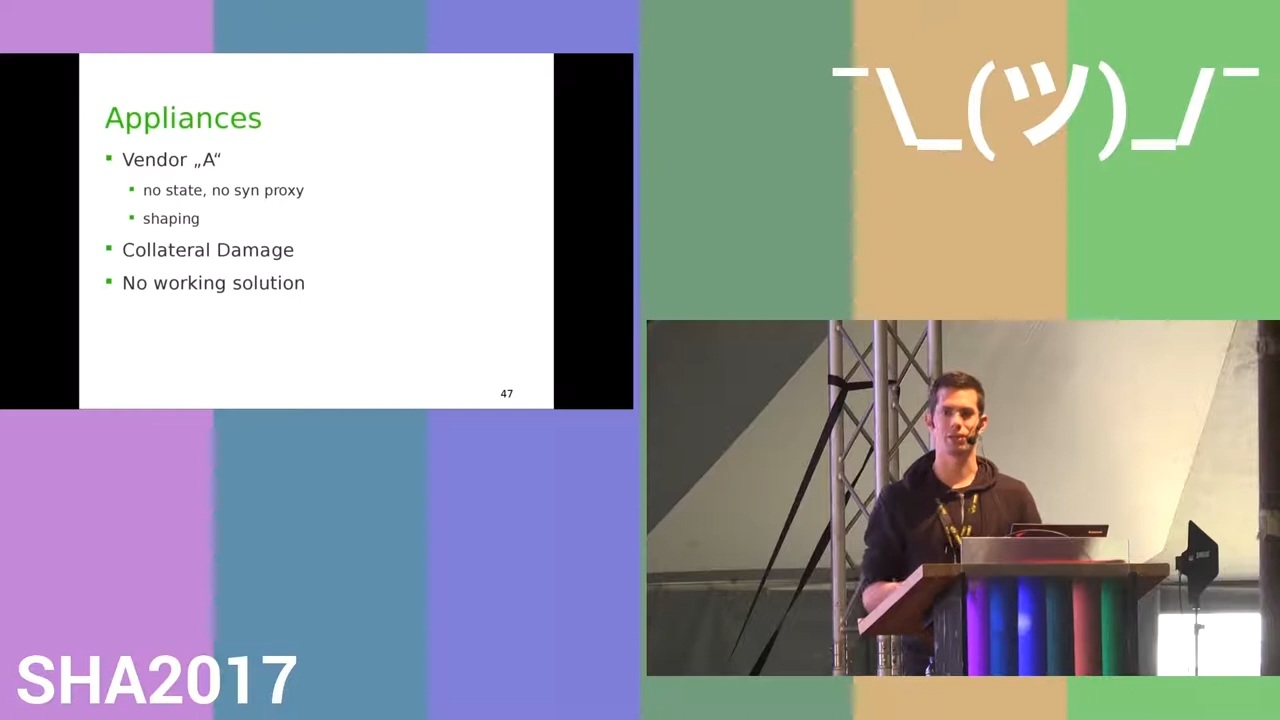 Appliances
Vendor „A“
no state, no syn proxy
shaping
Collateral Damage
No working solution
47
¯\_(ツ)_/¯
SHA2017